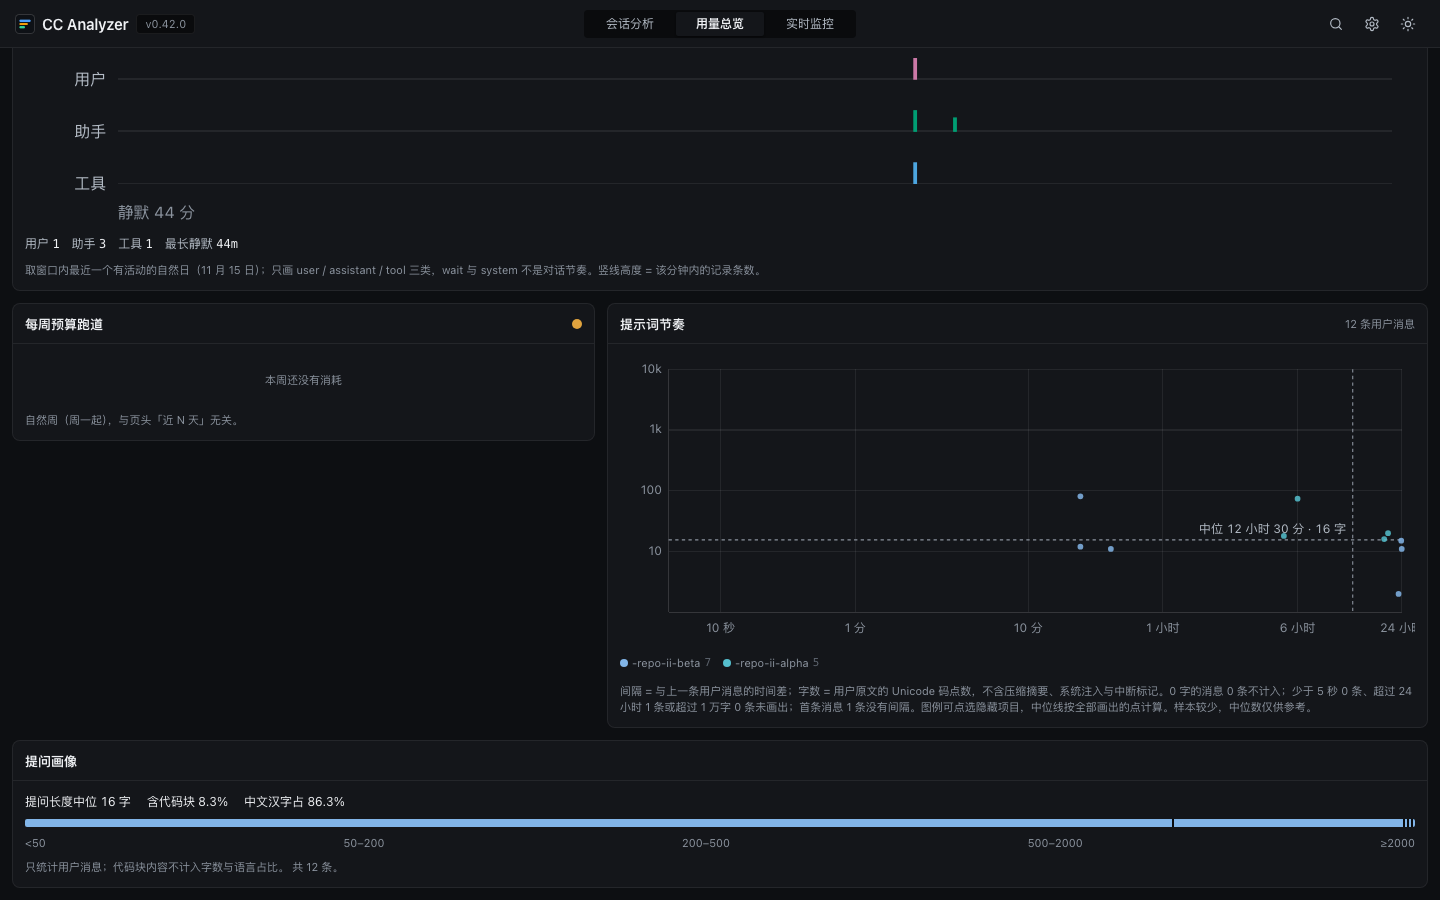 CC Analyzer v0.42.0 会话分析 用量总览 实时监控
用户
助手
工具
静默 44 分
用户 1 助手 3 工具 1 最长静默 44m
取窗口内最近一个有活动的自然日（11 月 15 日）；只画 user / assistant / tool 三类，wait 与 system 不是对话节奏。竖线高度 = 该分钟内的记录条数。
每周预算跑道
本周还没有消耗
自然周（周一起），与页头「近 N 天」无关。
提示词节奏 12 条用户消息
10k
1k
100
中位 12 小时 30 分 · 16 字
10
10 秒 1 分 10 分 1 小时 6 小时 24 小
-repo-ii-beta 7 -repo-ii-alpha 5
间隔 = 与上一条用户消息的时间差；字数 = 用户原文的 Unicode 码点数，不含压缩摘要、系统注入与中断标记。0 字的消息 0 条不计入；少于 5 秒 0 条、超过 24
小时 1 条或超过 1 万字 0 条未画出；首条消息 1 条没有间隔。图例可点选隐藏项目，中位线按全部画出的点计算。样本较少，中位数仅供参考。
提问画像
提问长度中位 16 字 含代码块 8.3% 中文汉字占 86.3%
<50 50–200 200–500 500–2000 ≥2000
只统计用户消息；代码块内容不计入字数与语言占比。 共 12 条。